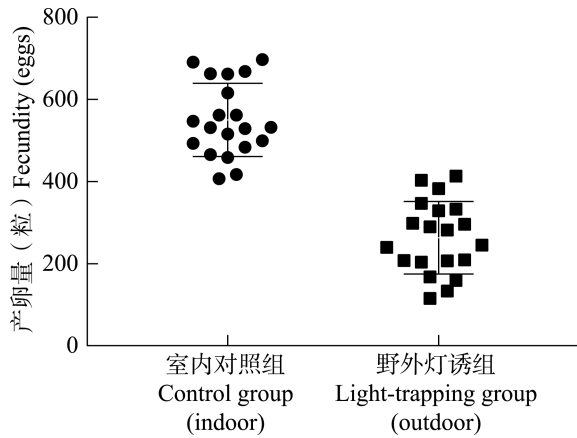 产卵量（粒）Fecundity (eggs)
800
600
400
200
0
室内对照组
Control group
(indoor)
野外灯诱组
Light-trapping group
(outdoor)